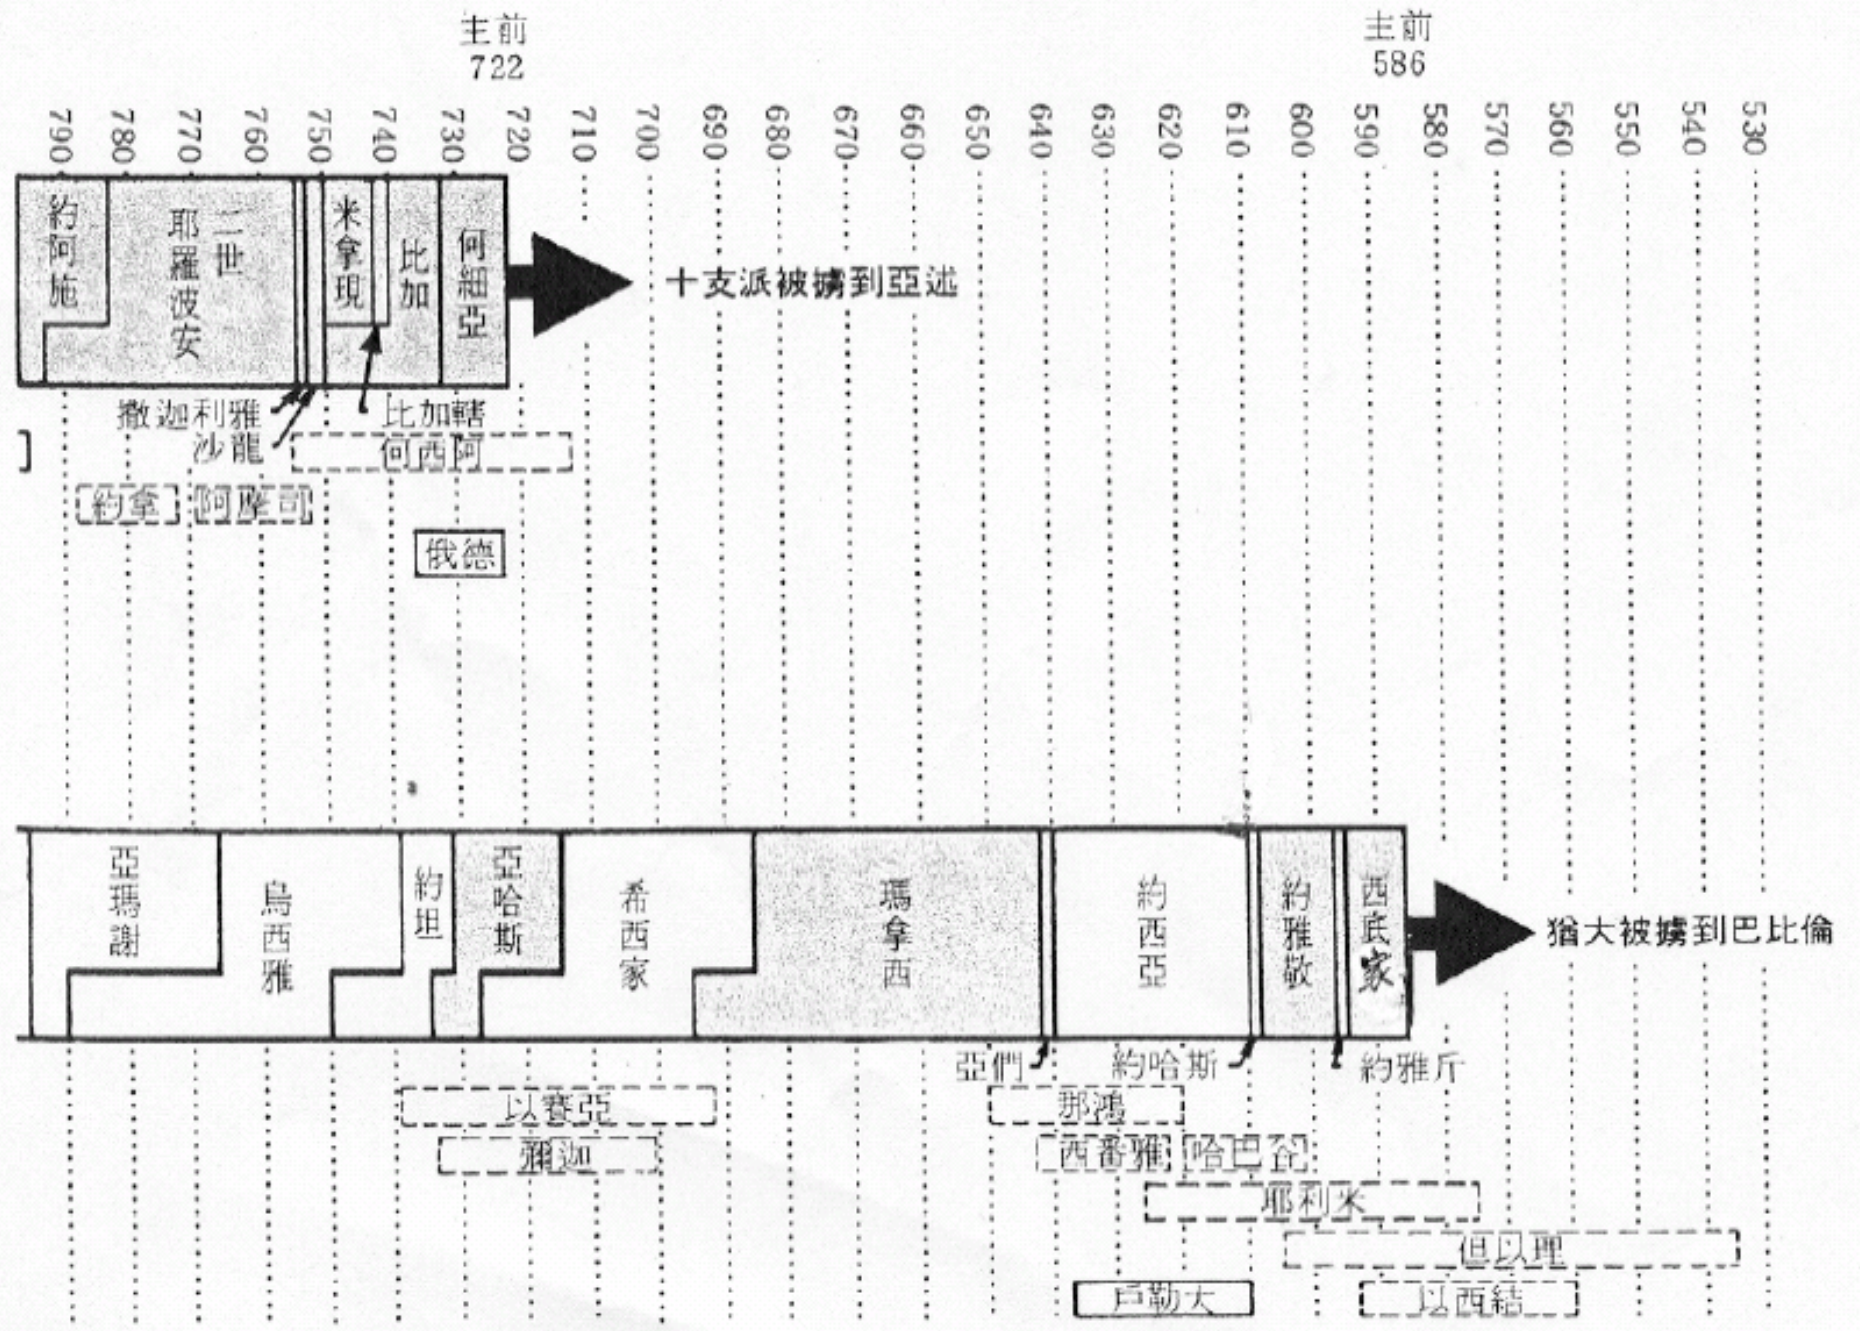 主前
722
主前
586
790 780 770 760 750 740 730 720 710 700 690 680 670 660 650 640 630 620 610 600 590 580 570 560 550 540 530
約阿施
耶羅波安
二世
米拿現
比加
何細亞
十支派被擄到亞述
撒迦利雅
沙龍
比加轄
何西阿
約拿
阿摩司
俄德
亞瑪謝
烏西雅
約坦
亞哈斯
希西家
瑪拿西
約西亞
約雅敬
西底家
猶大被擄到巴比倫
亞們
約哈斯
約雅斤
以賽亞
那鴻
彌迦
西番雅
哈巴谷
耶利米
但以理
戶勒大
以西結